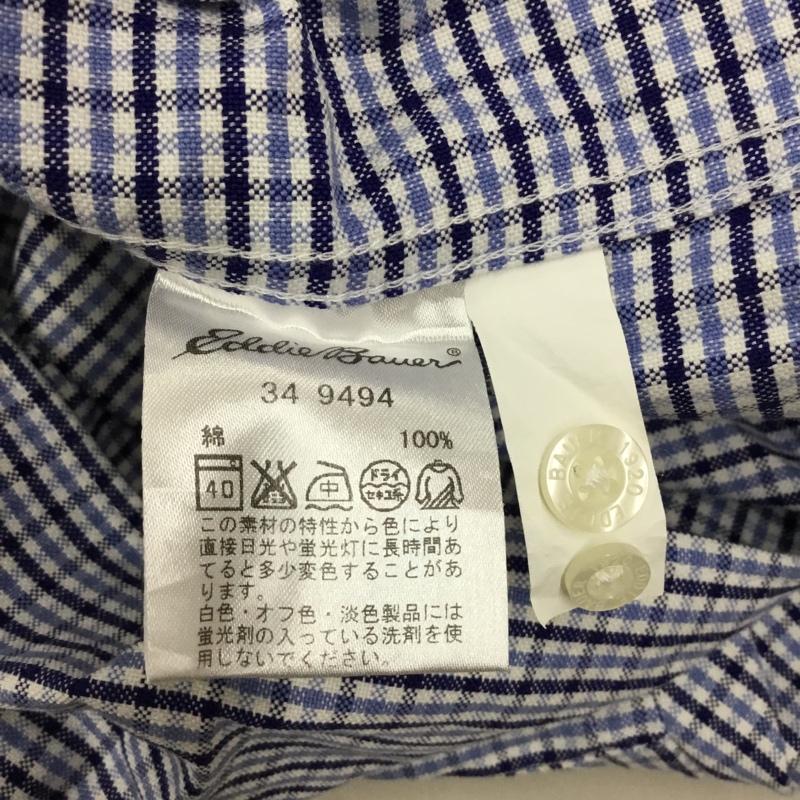 Eddie Bauer®
34 9494
綿 100%
40 中 ドライ
セキユ系
この素材の特性から色により
直接日光や蛍光灯に長時間あ
てると多少変色することがあ
ります。
白色・オフ色・淡色製品には
蛍光剤の入っている洗剤を使
用しないでください。
BAUER 1920 EDDIE